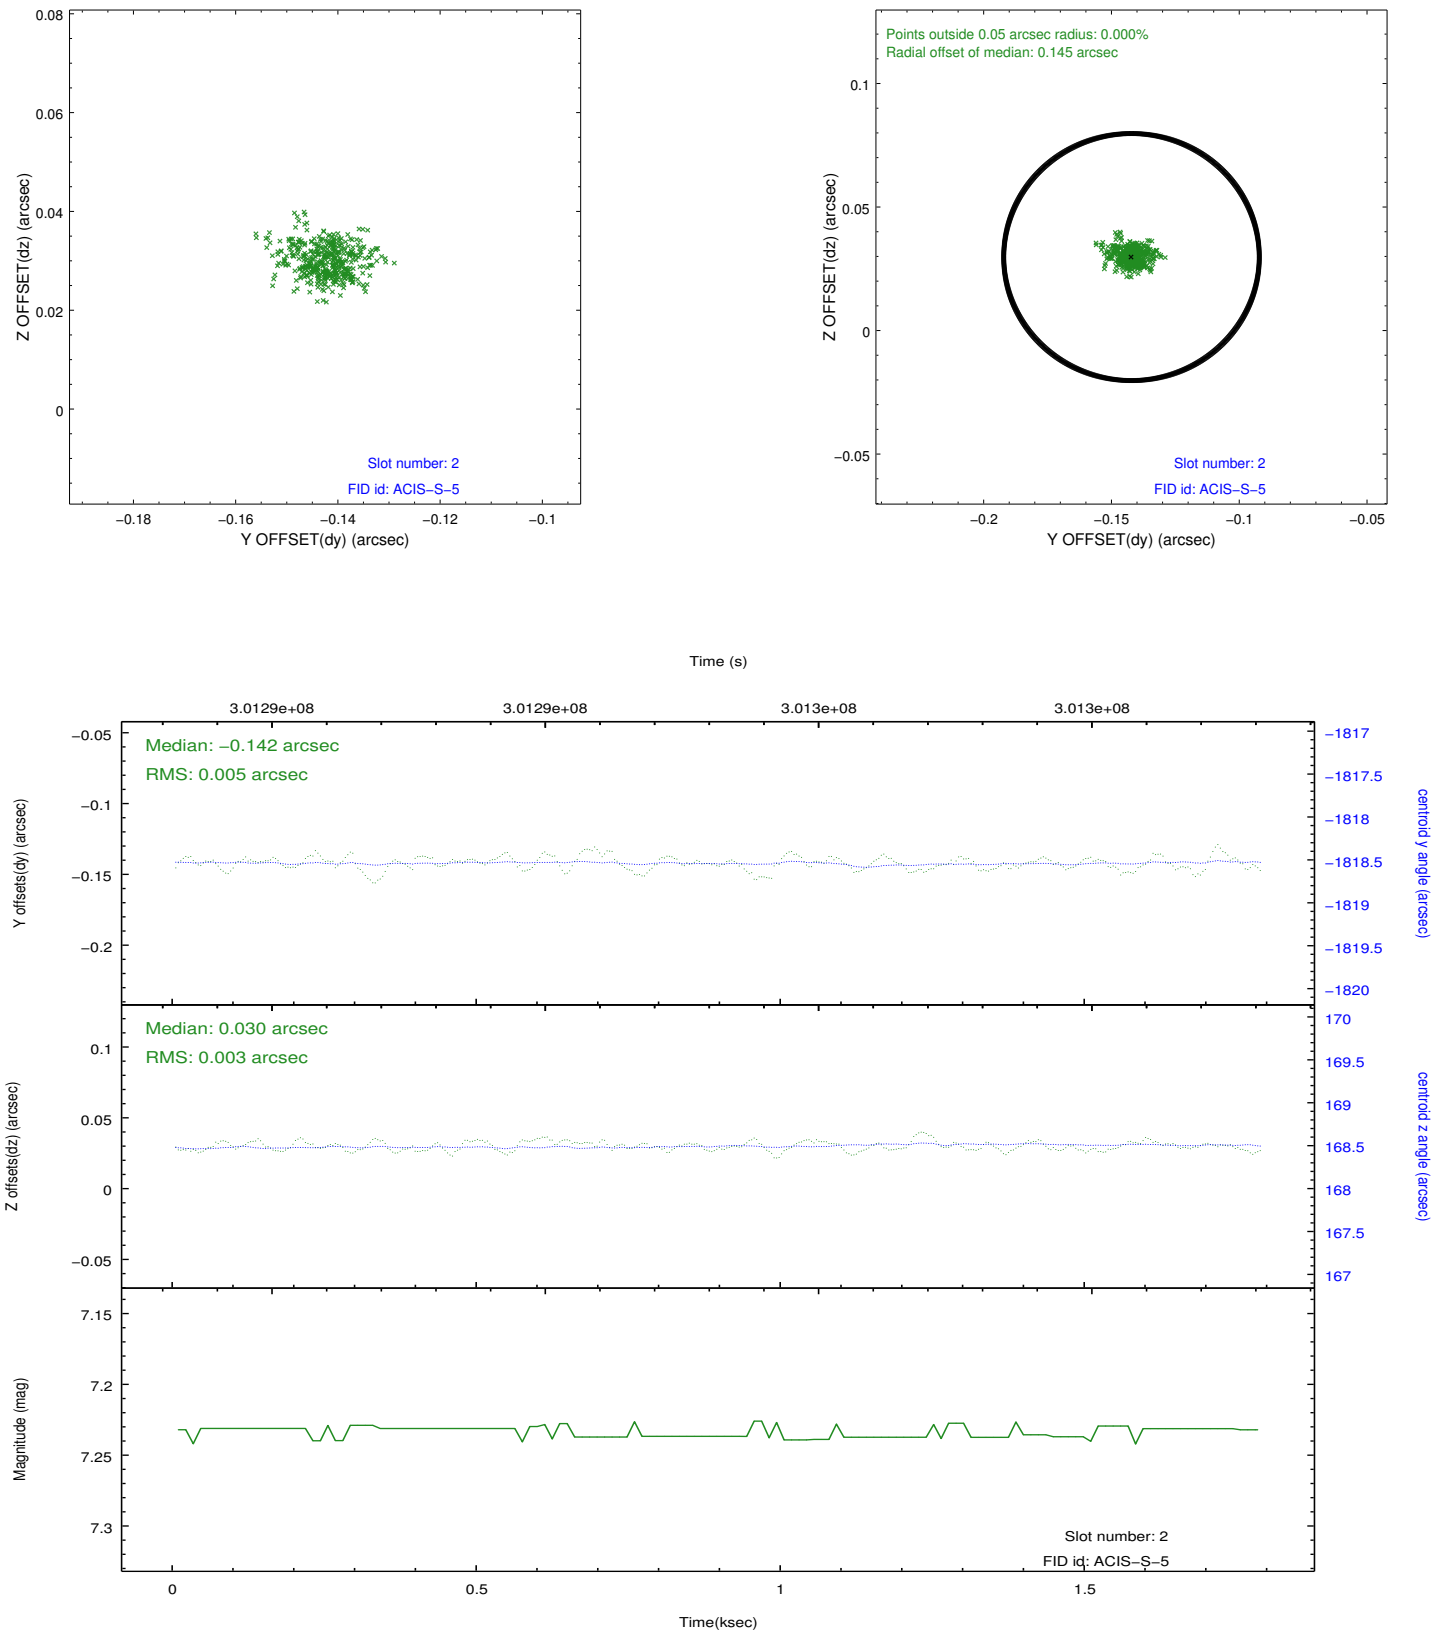 0.08
0.06
0.04
0.02
0
Z OFFSET(dz) (arcsec)
Slot number: 2
FID id: ACIS−S−5
−0.18 −0.16 −0.14 −0.12 −0.1
Y OFFSET(dy) (arcsec)
Points outside 0.05 arcsec radius: 0.000%
Radial offset of median: 0.145 arcsec
0.1
0.05
0
−0.05
Z OFFSET(dz) (arcsec)
Slot number: 2
FID id: ACIS−S−5
−0.2 −0.15 −0.1 −0.05
Y OFFSET(dy) (arcsec)
Time (s)
3.0129e+08 3.0129e+08 3.013e+08 3.013e+08
Median: −0.142 arcsec
RMS: 0.005 arcsec
−0.05
−0.1
−0.15
−0.2
Y offsets(dy) (arcsec)
−1817
−1817.5
−1818
−1818.5
−1819
−1819.5
−1820
centroid y angle (arcsec)
Median: 0.030 arcsec
RMS: 0.003 arcsec
0.1
0.05
0
−0.05
Z offsets(dz) (arcsec)
170
169.5
169
168.5
168
167.5
167
centroid z angle (arcsec)
7.15
7.2
7.25
7.3
Magnitude (mag)
Slot number: 2
FID id: ACIS−S−5
0 0.5 1 1.5
Time(ksec)